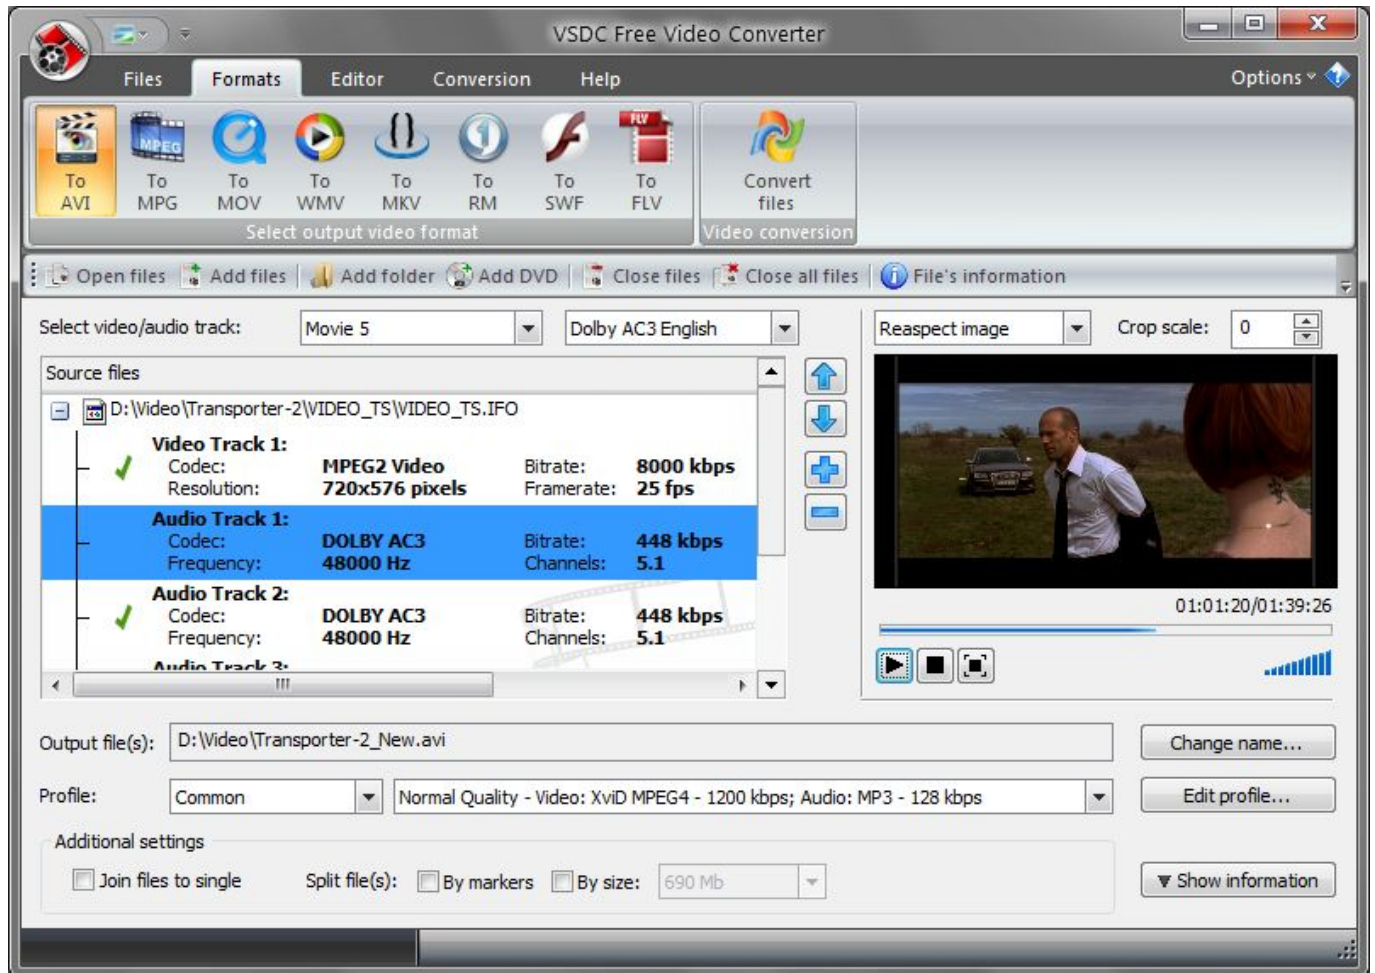 VSDC Free Video Converter
Files Formats Editor Conversion Help Options
MPEG FLV
To AVI To MPG To MOV To WMV To MKV To RM To SWF To FLV Convert files
Select output video format Video conversion
Open files Add files Add folder Add DVD Close files Close all files File's information
Select video/audio track: Movie 5 Dolby AC3 English Reaspect image Crop scale: 0
Source files
D:\Video\Transporter-2\VIDEO_TS\VIDEO_TS.IFO
Video Track 1:
Codec: MPEG2 Video Bitrate: 8000 kbps
Resolution: 720x576 pixels Framerate: 25 fps
Audio Track 1:
Codec: DOLBY AC3 Bitrate: 448 kbps
Frequency: 48000 Hz Channels: 5.1
Audio Track 2:
Codec: DOLBY AC3 Bitrate: 448 kbps
Frequency: 48000 Hz Channels: 5.1
Audio Track 3:
01:01:20/01:39:26
Output file(s): D:\Video\Transporter-2_New.avi Change name...
Profile: Common Normal Quality - Video: XviD MPEG4 - 1200 kbps; Audio: MP3 - 128 kbps Edit profile...
Additional settings
Join files to single Split file(s): By markers By size: 690 Mb Show information